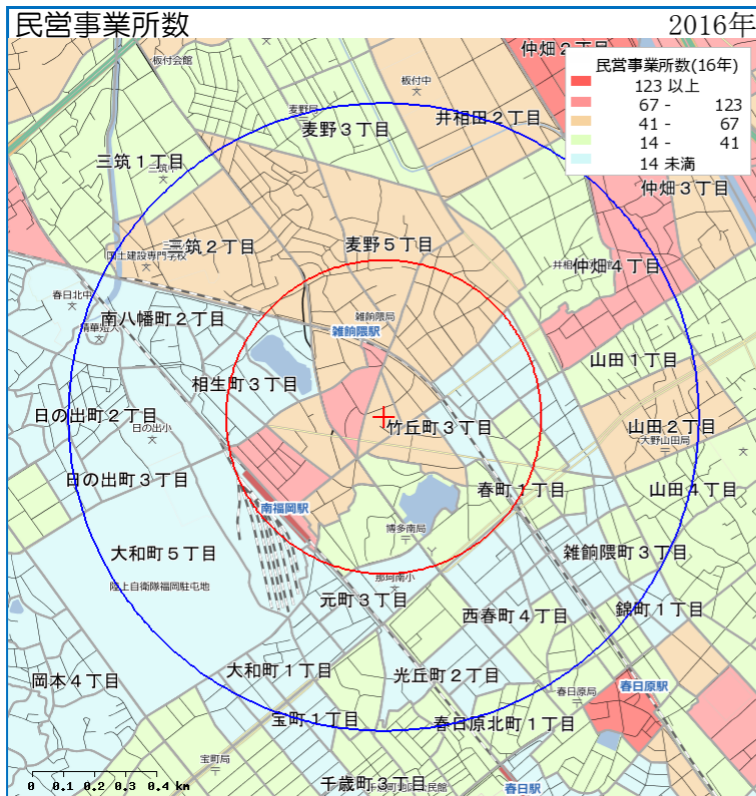 民営事業所数
2016年
民営事業所数(16年)
123 以上
67 - 123
41 - 67
14 - 41
14 未満
板付会館
仲畑2丁目
板付中
麦野局
麦野3丁目
井相田2丁目
三筑1丁目
三筑中
仲畑3丁目
三筑2丁目
麦野5丁目
国土建設専門学校
仲畑4丁目
春日北中
南八幡町2丁目
雑餉隈局
雑餉隈駅
精華短大
山田1丁目
相生町3丁目
日の出町2丁目
日の出小
竹丘町3丁目
山田2丁目
大野山田局
日の出町3丁目
春町1丁目
山田4丁目
南福岡駅
博多南局
大和町5丁目
雑餉隈町3丁目
陸上自衛隊福岡駐屯地
那珂南小
元町3丁目
西春町4丁目
錦町1丁目
大和町1丁目
光丘町2丁目
岡本4丁目
春日原駅
春日原局
宝町1丁目
春日原北町1丁目
宝町局
千歳町3丁目
春日駅
0 0.1 0.2 0.3 0.4 km